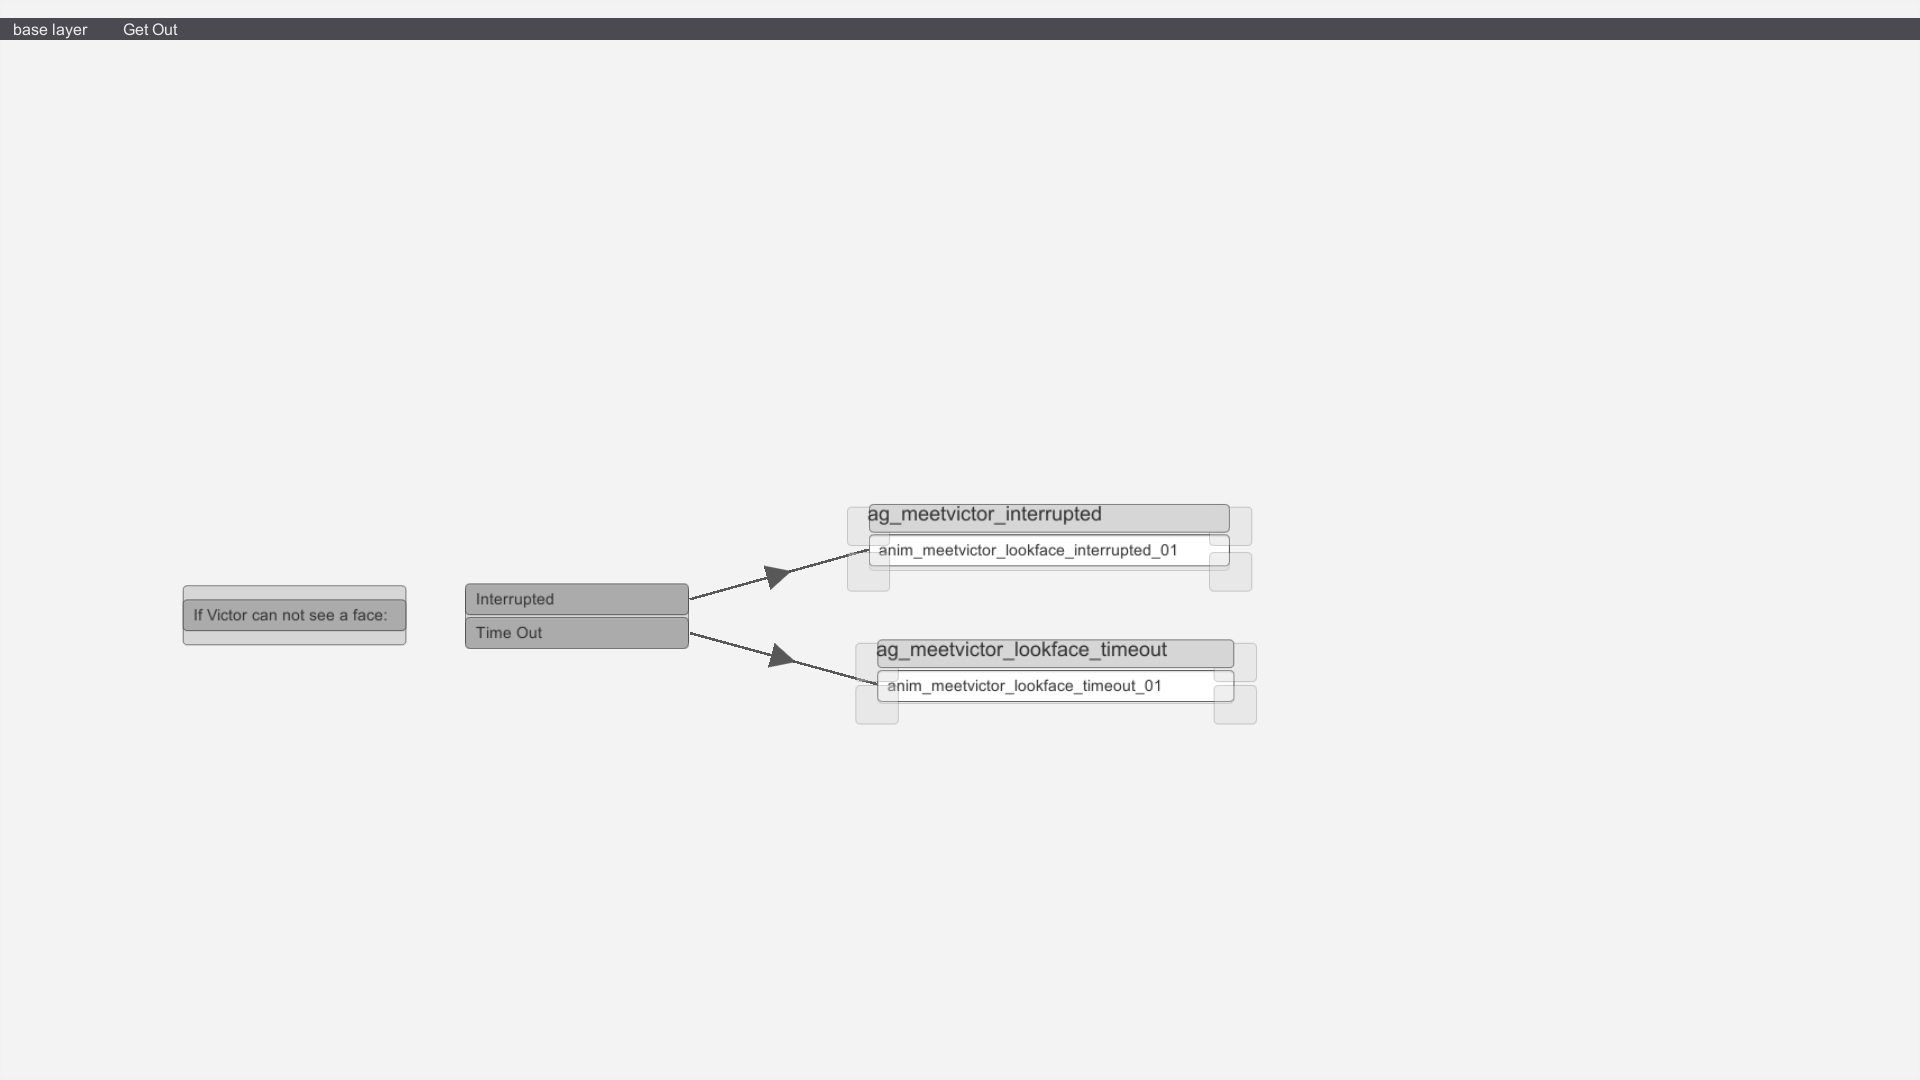 base layer Get Out
ag_meetvictor_interrupted
anim_meetvictor_lookface_interrupted_01
If Victor can not see a face:
Interrupted
Time Out
ag_meetvictor_lookface_timeout
anim_meetvictor_lookface_timeout_01